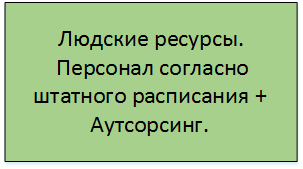 Людские ресурсы.
Персонал согласно
штатного расписания +
Аутсорсинг.